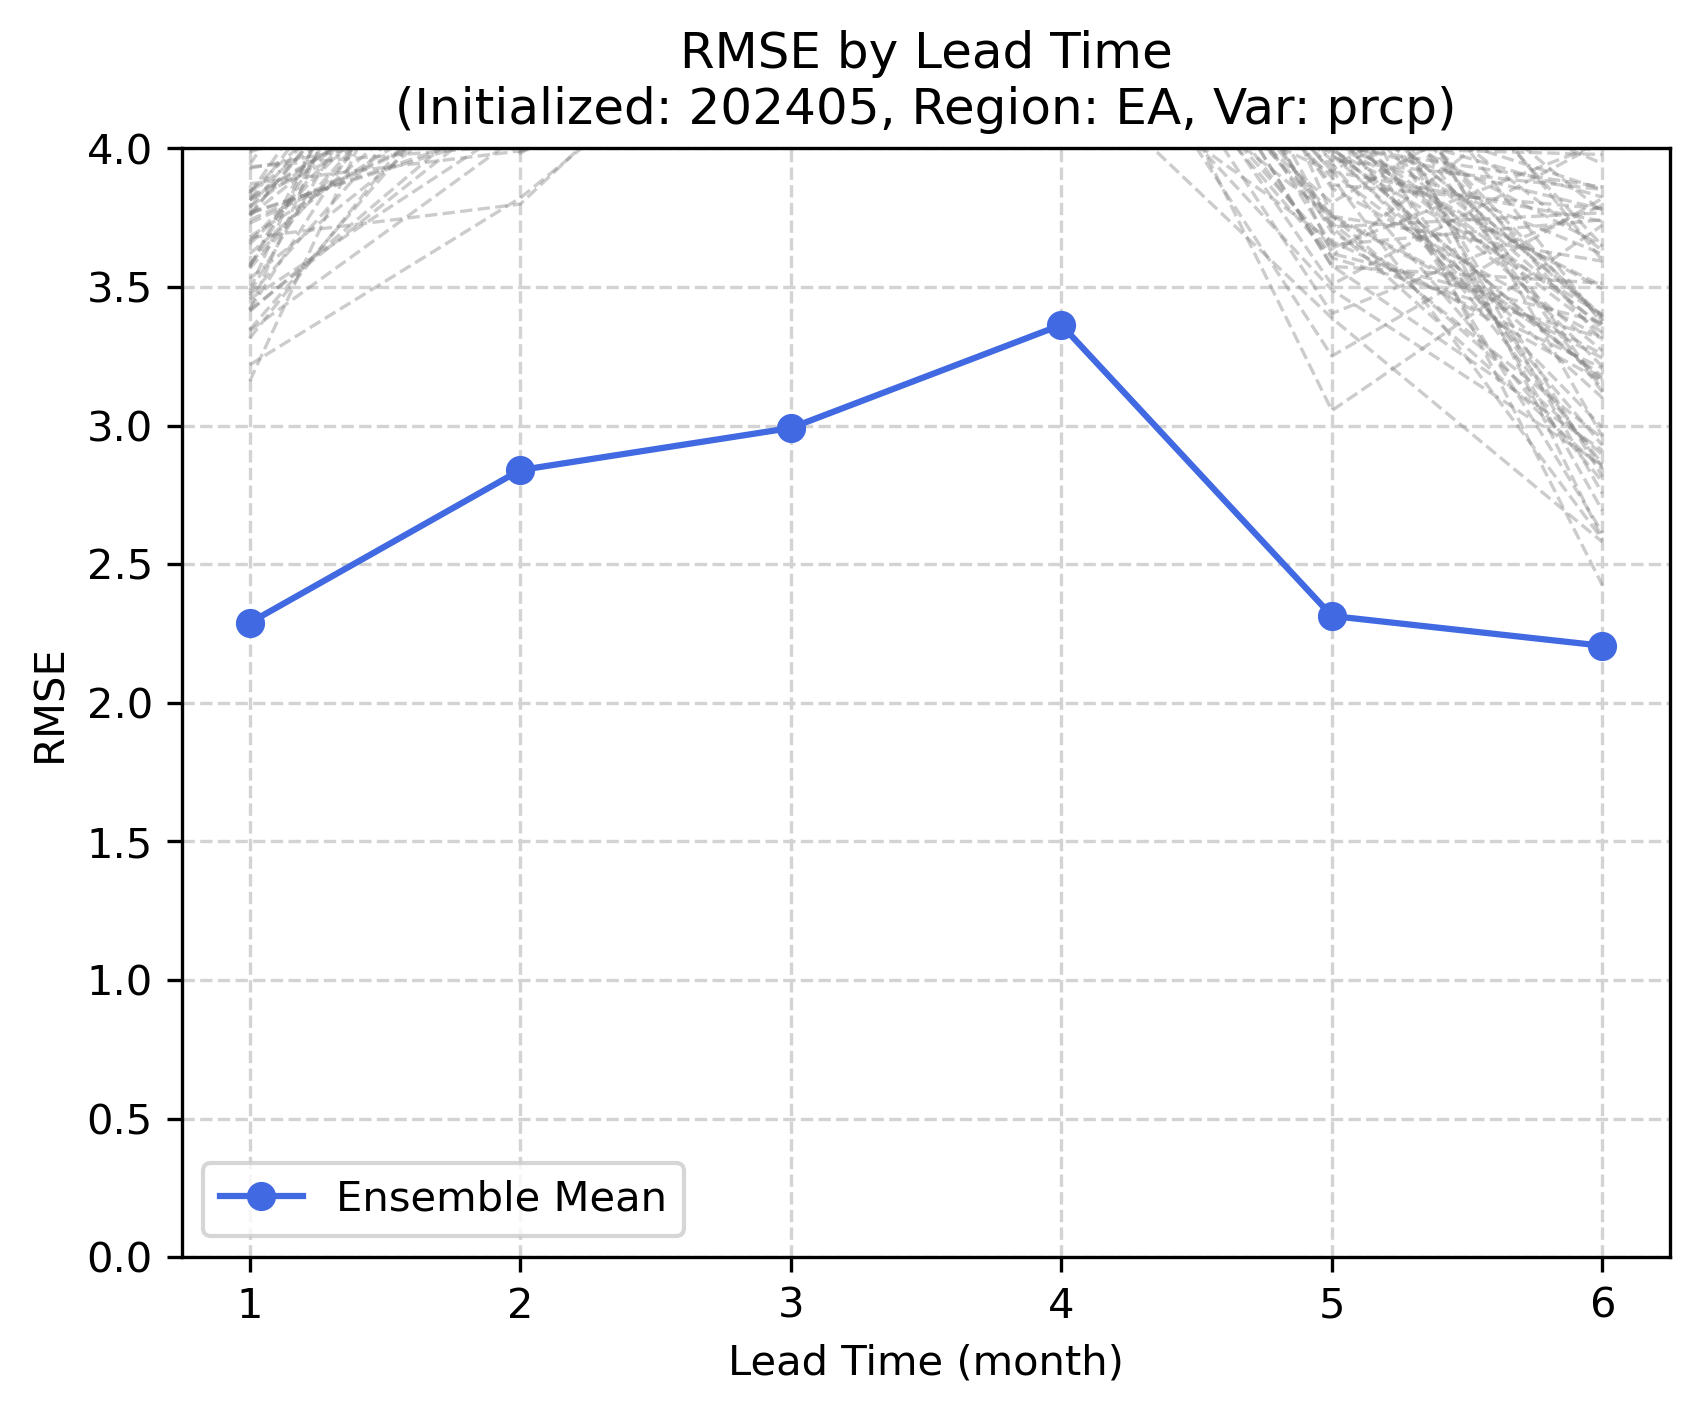 RMSE by Lead Time
(Initialized: 202405, Region: EA, Var: prcp)
4.0
3.5
3.0
2.5
2.0
1.5
1.0
0.5
0.0
RMSE
Ensemble Mean
1 2 3 4 5 6
Lead Time (month)